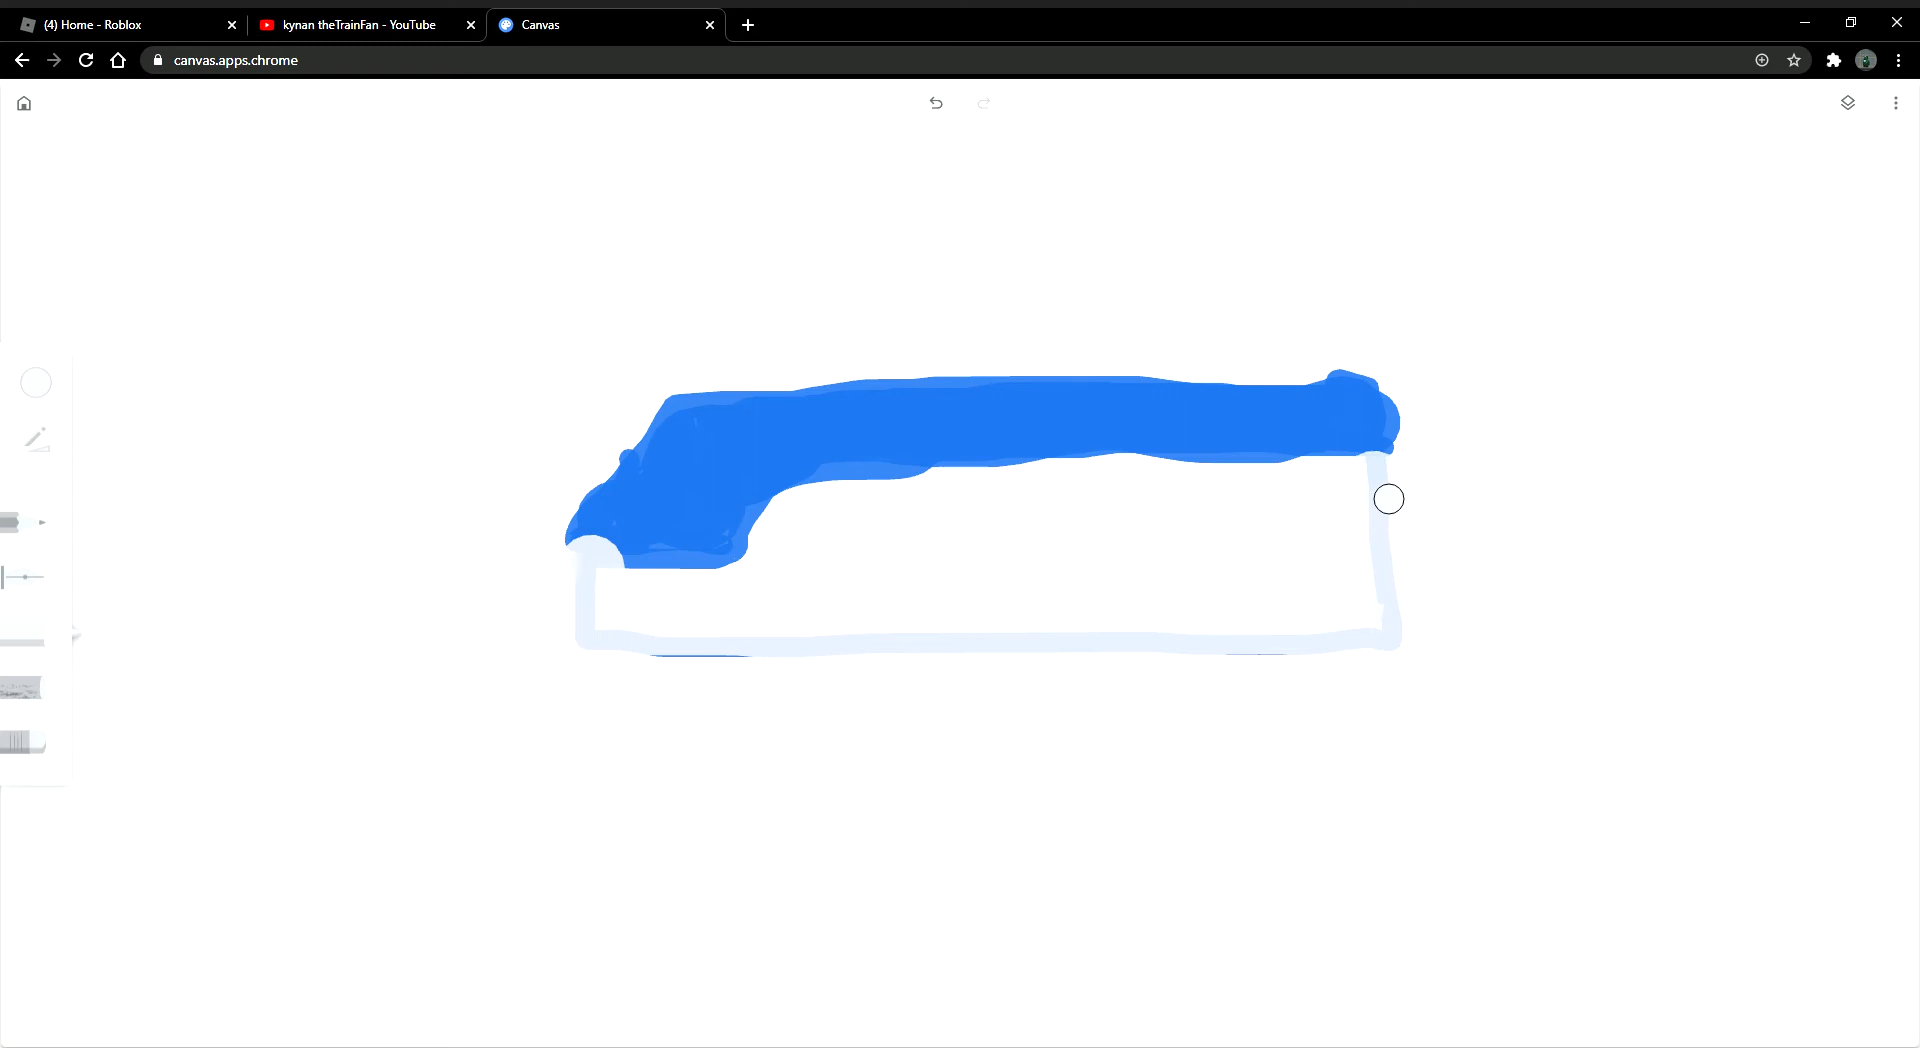 (4) Home - Roblox
kynan theTrainFan - YouTube
Canvas
canvas.apps.chrome